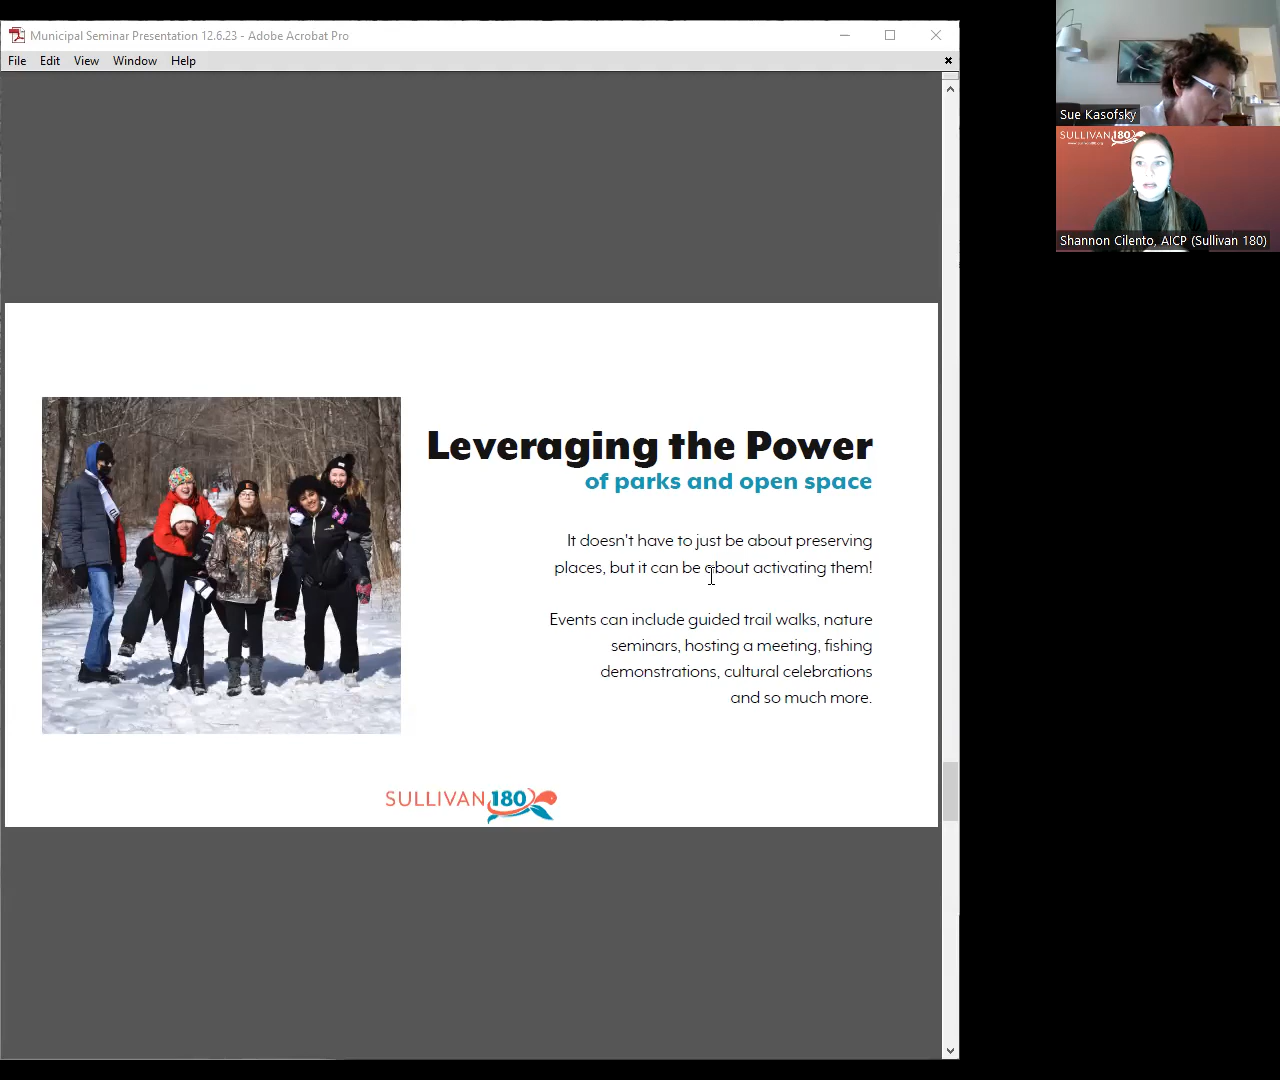 Municipal Seminar Presentation 12.6.23 - Adobe Acrobat Pro
File Edit View Window Help
Sue Kasofsky
SULLIVAN180
Shannon Cilento, AICP (Sullivan 180)
Leveraging the Power
of parks and open space
It doesn't have to just be about preserving
places, but it can be about activating them!
Events can include guided trail walks, nature
seminars, hosting a meeting, fishing
demonstrations, cultural celebrations
and so much more.
SULLIVAN 180